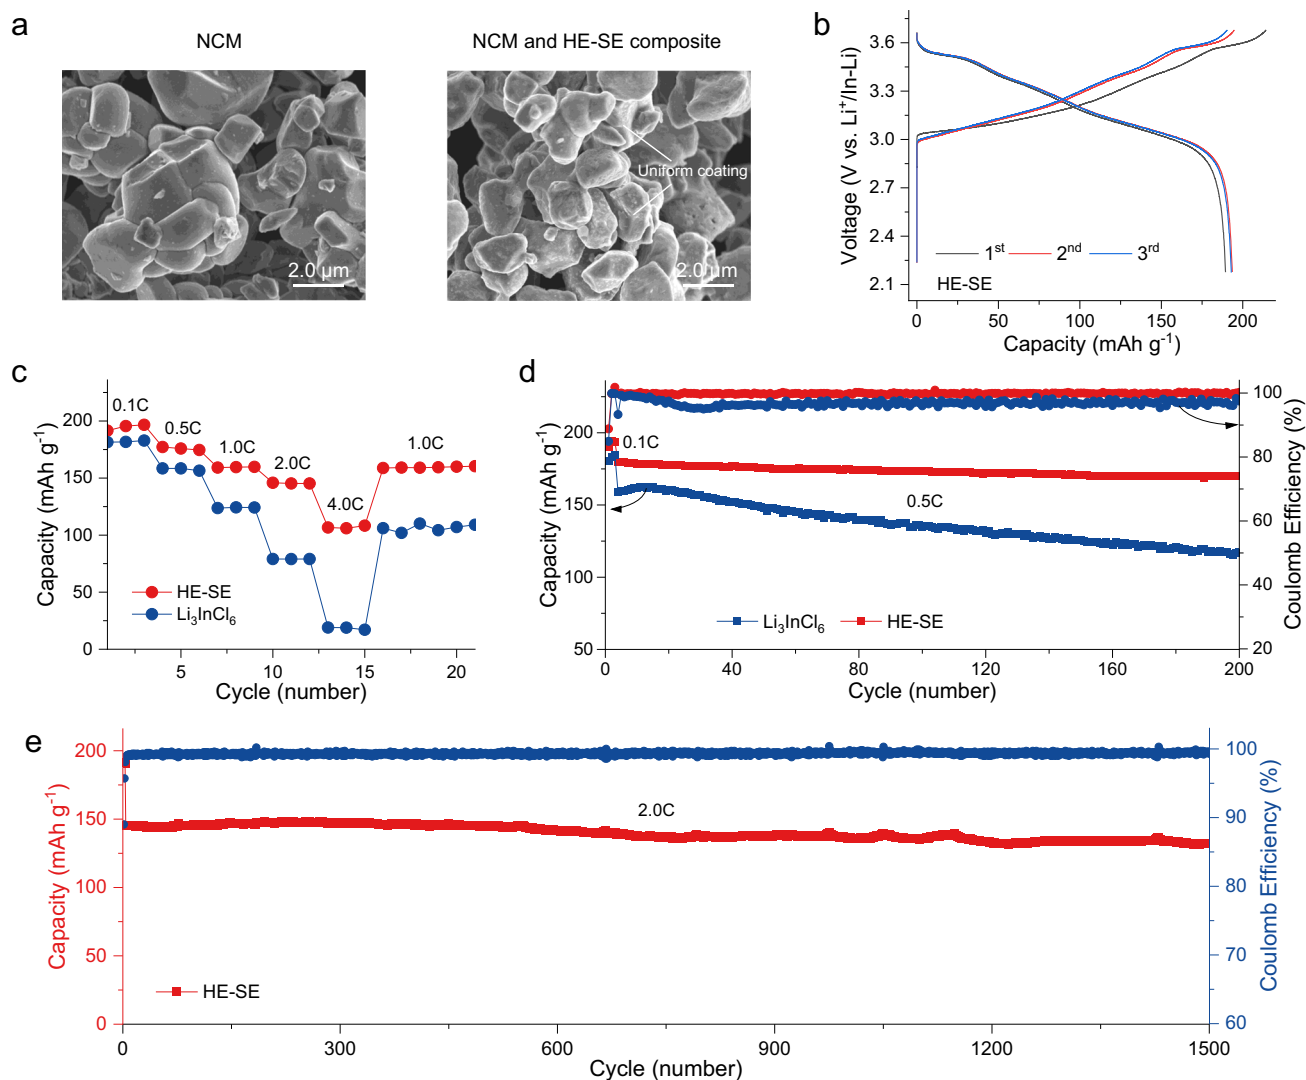 a
NCM
NCM and HE-SE composite
Uniform coating
2.0 μm
2.0 μm
b
3.6
3.3
3.0
2.7
2.4
2.1
Voltage (V vs. Li⁺/In-Li)
1ˢᵗ
2ⁿᵈ
3ʳᵈ
HE-SE
0
50
100
150
200
Capacity (mAh g⁻¹)
c
200
150
100
50
0
Capacity (mAh g⁻¹)
0.1C
0.5C
1.0C
2.0C
4.0C
1.0C
HE-SE
Li₃InCl₆
5
10
15
20
Cycle (number)
d
200
150
100
50
Capacity (mAh g⁻¹)
0.1C
0.5C
Li₃InCl₆
HE-SE
100
80
60
40
20
Coulomb Efficiency (%)
0
40
80
120
160
200
Cycle (number)
e
200
150
100
50
0
Capacity (mAh g⁻¹)
2.0C
HE-SE
100
90
80
70
60
Coulomb Efficiency (%)
0
300
600
900
1200
1500
Cycle (number)